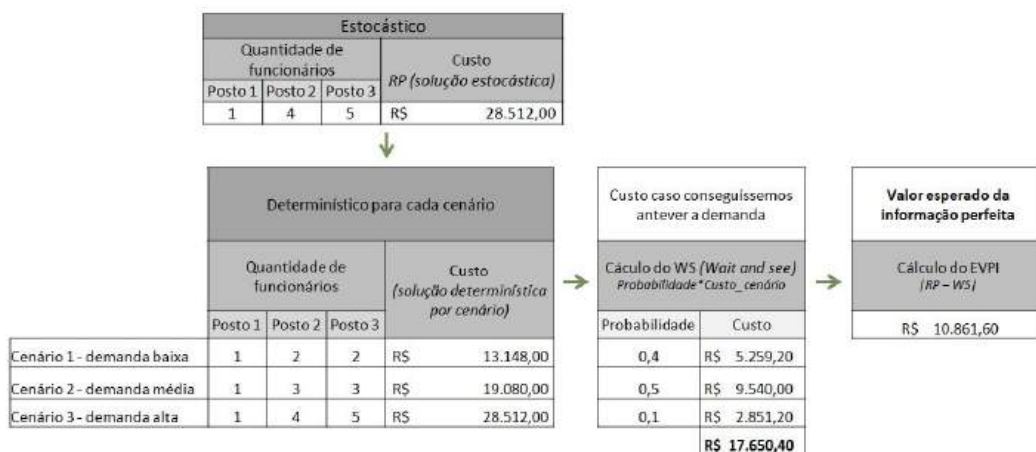 Estocástico
Quantidade de
funcionários
Custo
RP (solução estocástica)
Posto 1 Posto 2 Posto 3
1 4 5 R$ 28.512,00
Determinístico para cada cenário
Quantidade de
funcionários
Custo
(solução determinística
por cenário)
Posto 1 Posto 2 Posto 3
Cenário 1 - demanda baixa 1 2 2 R$ 13.148,00
Cenário 2 - demanda média 1 3 3 R$ 19.080,00
Cenário 3 - demanda alta 1 4 5 R$ 28.512,00
Custo caso conseguíssemos
antever a demanda
Cáculo do WS (Wait and see)
Probabilidade*Custo_cenário
Probabilidade Custo
0,4 R$ 5.259,20
0,5 R$ 9.540,00
0,1 R$ 2.851,20
R$ 17.650,40
Valor esperado da
informação perfeita
Cálculo do EVPI
(RP – WS)
R$ 10.861,60